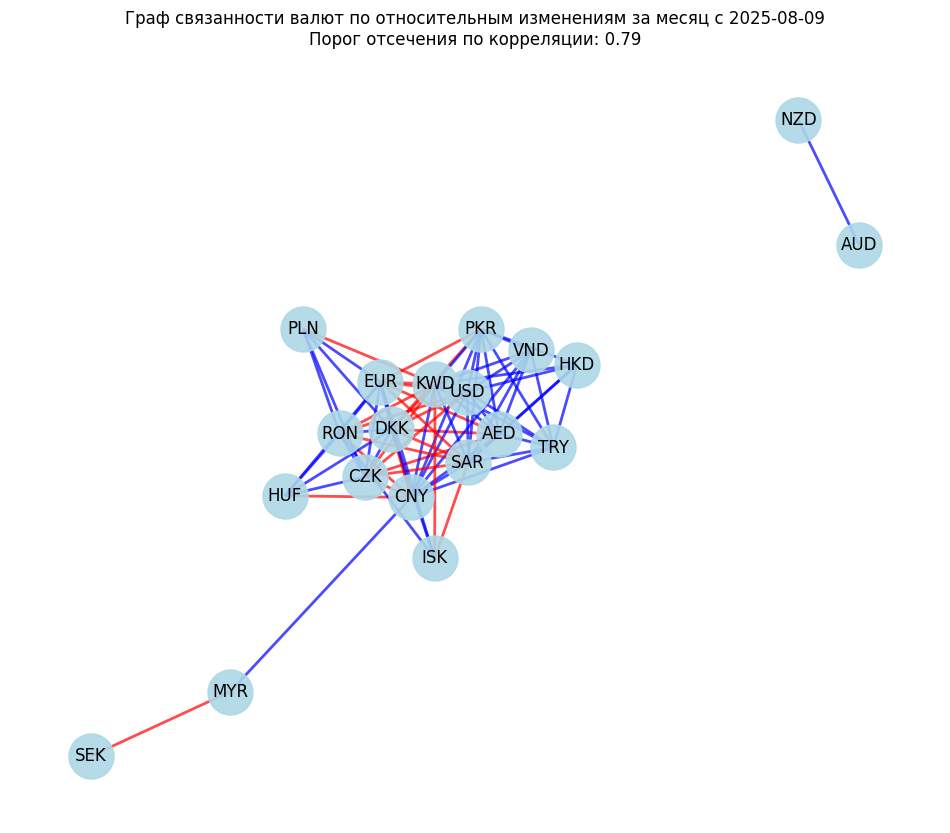 Граф связанности валют по относительным изменениям за месяц с 2025-08-09
Порог отсечения по корреляции: 0.79
NZD
AUD
PLN
PKR
VND
HKD
EUR
KWD
USD
RON
DKK
AED
TRY
SAR
CZK
HUF
CNY
ISK
MYR
SEK